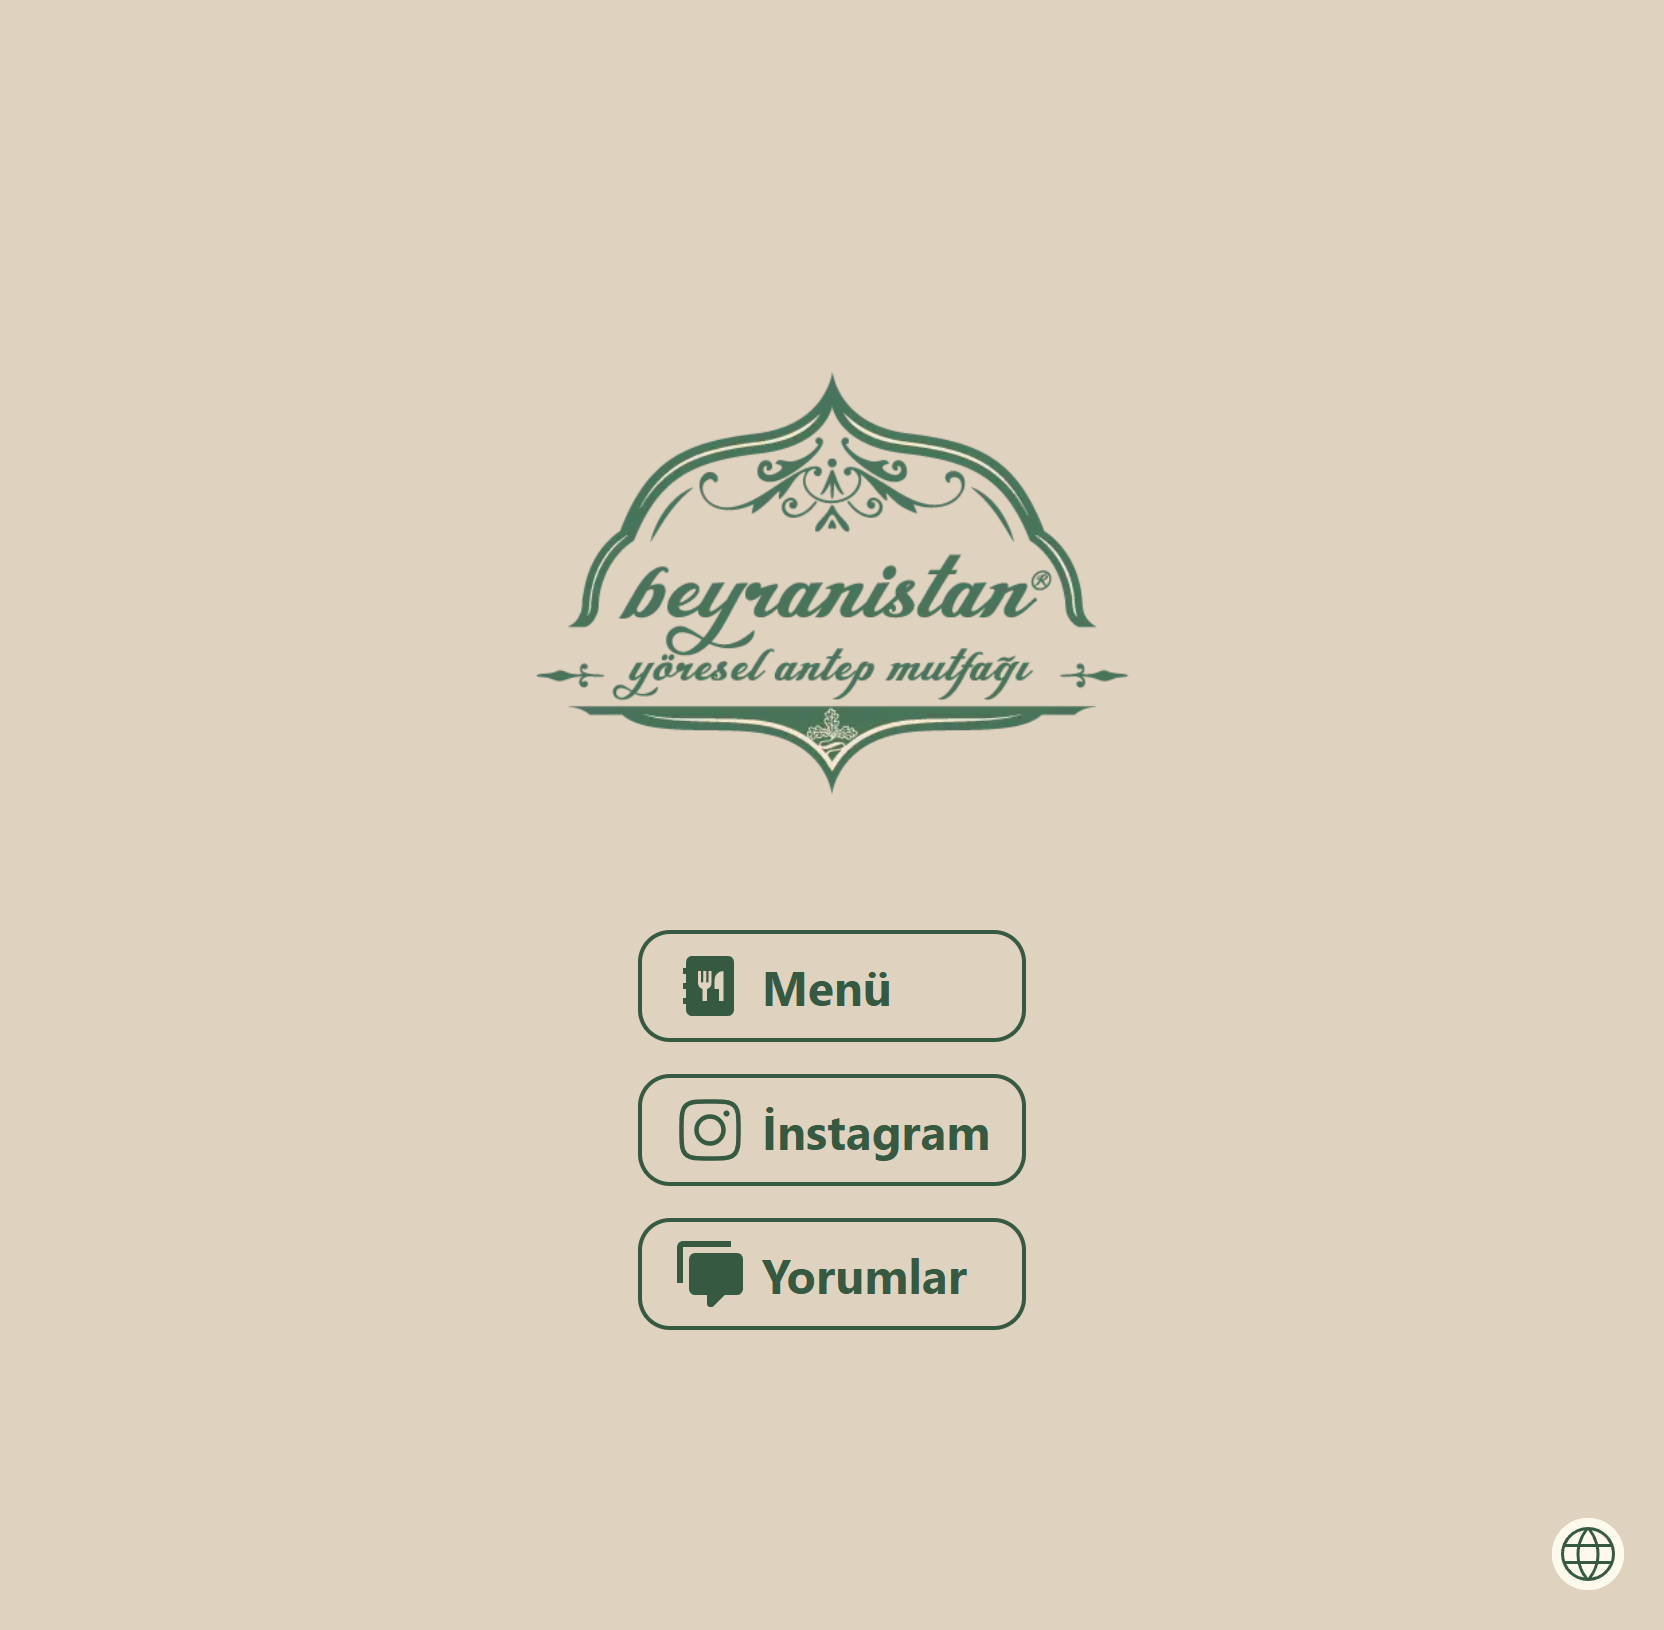 beyranistan®
yöresel antep mutfağı
Menü
İnstagram
Yorumlar